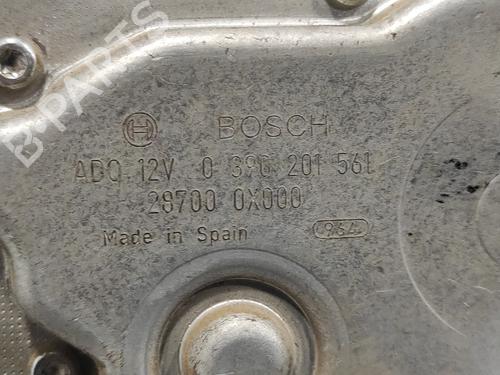 B-PARTS
BOSCH
ADO 12V 0 390 201 561
28700 0X000
Made in Spain 964